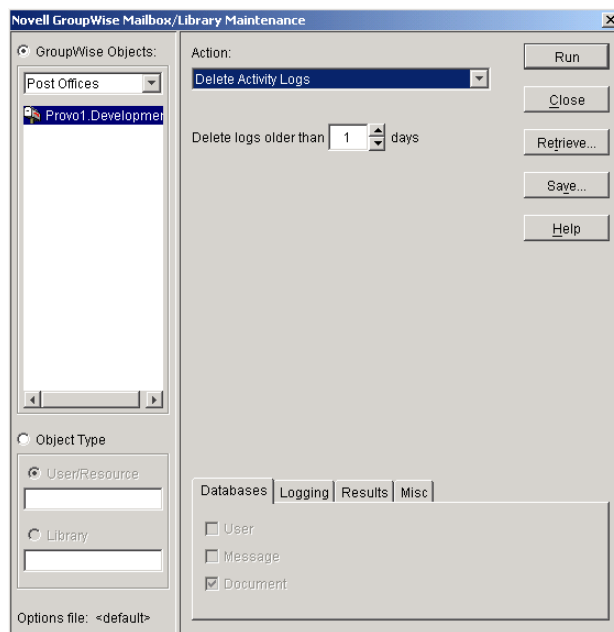 Novell GroupWise Mailbox/Library Maintenance
GroupWise Objects:
Post Offices
Provo1.Developmer
Object Type
User/Resource
Library
Options file: <default>
Action:
Delete Activity Logs
Delete logs older than 1 days
Run
Close
Retrieve...
Save...
Help
Databases Logging Results Misc
User
Message
Document